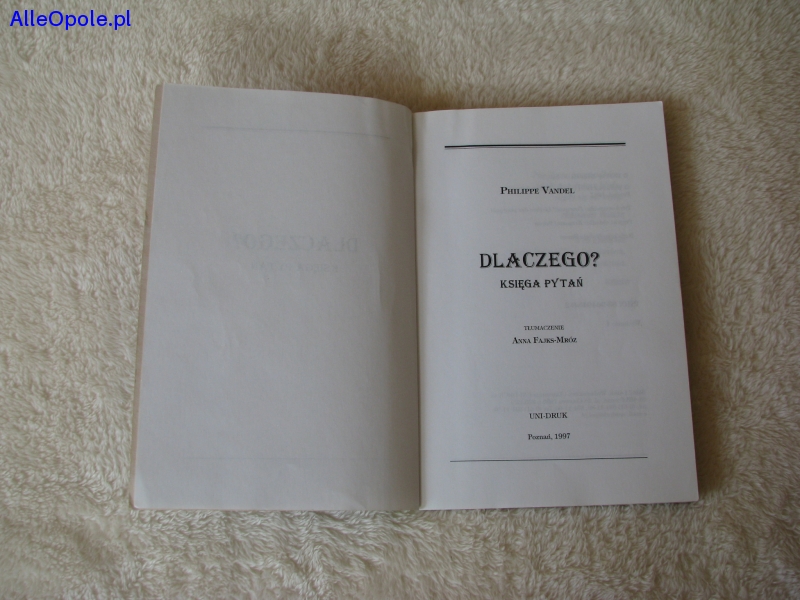 AlleOpole.pl
PHILIPPE VANDEL
DLACZEGO?
KSIĘGA PYTAŃ
TŁUMACZENIE
ANNA FAJKS-MRÓZ
UNI-DRUK
Poznań, 1997